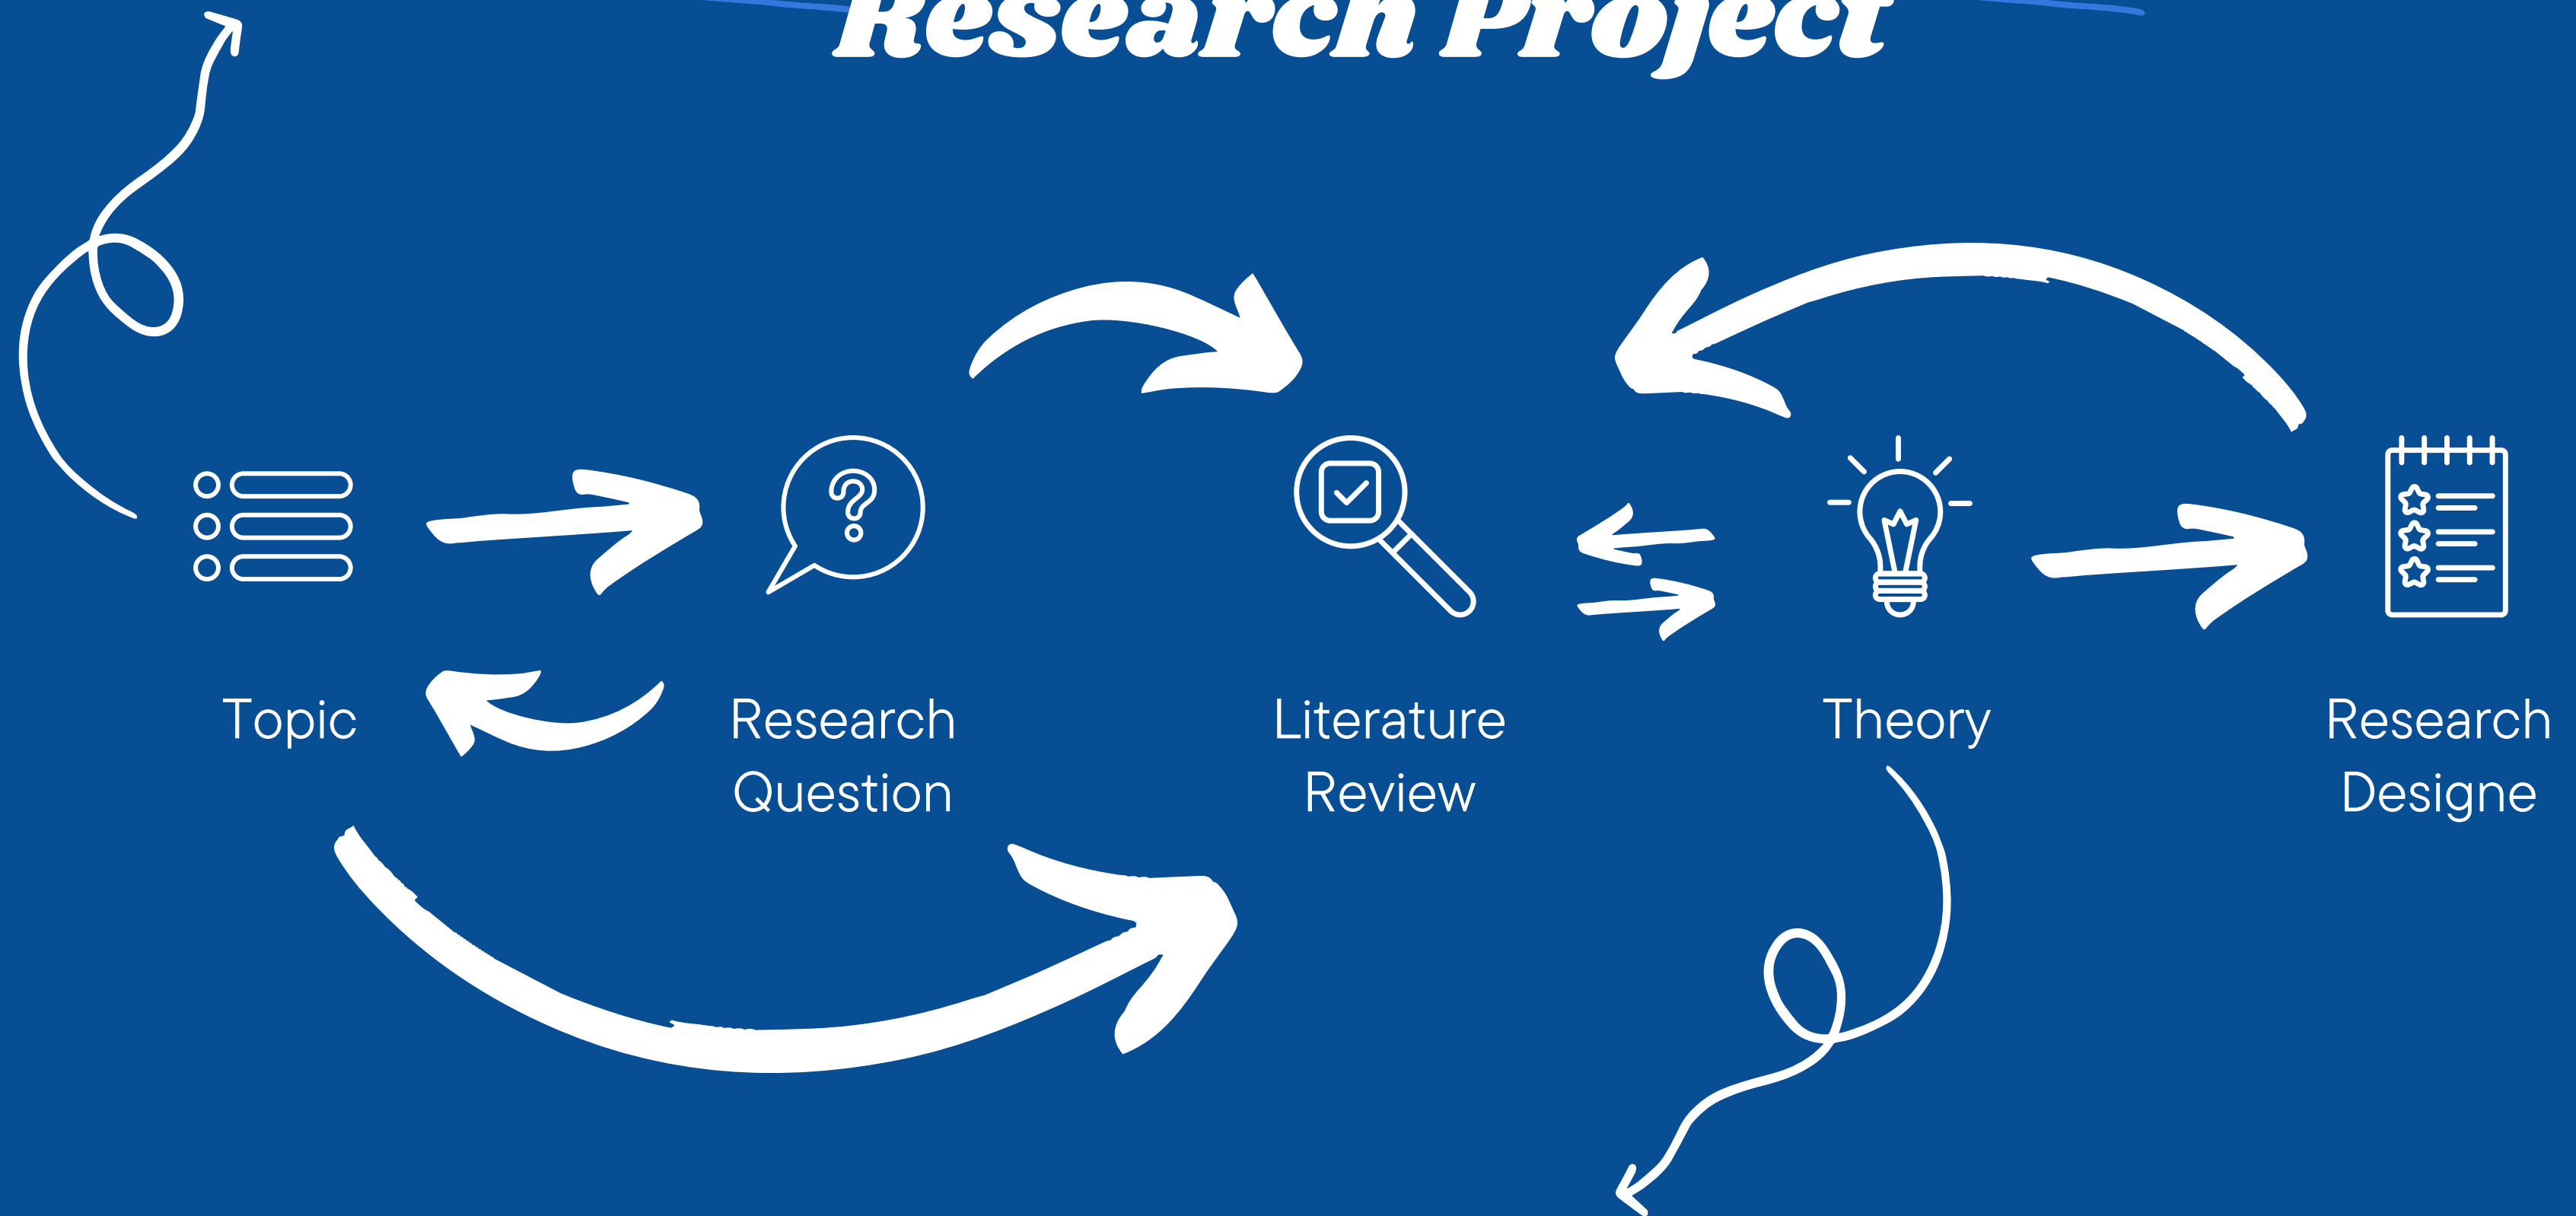 Research Project
Topic
Research
Question
Literature
Review
Theory
Research
Designe